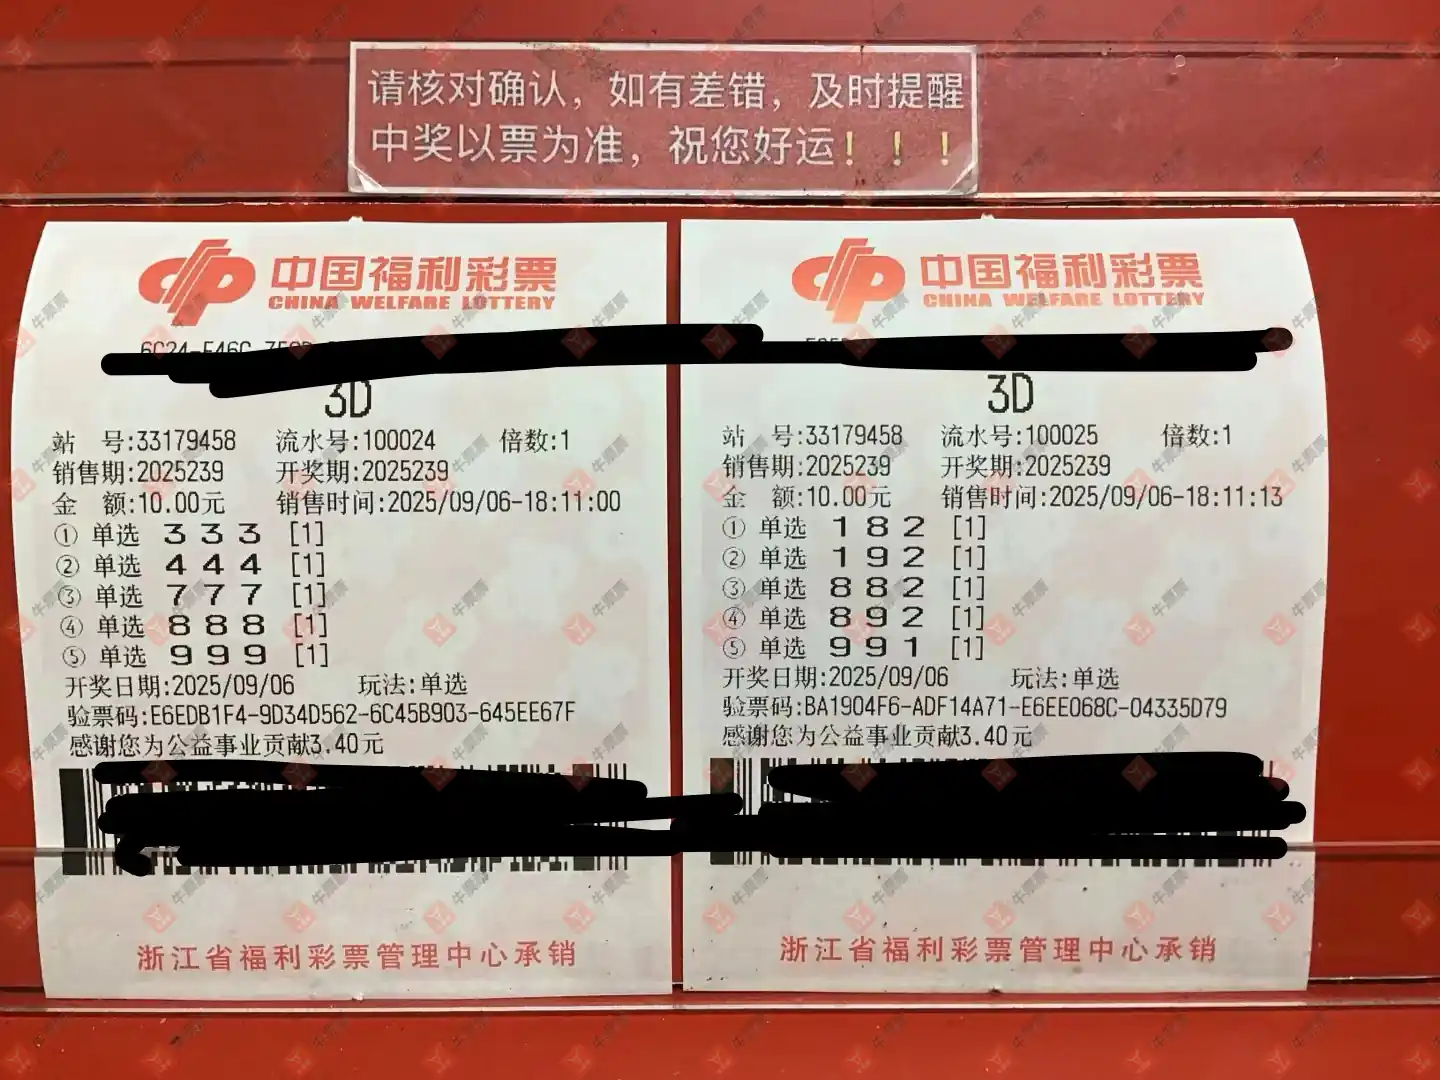 请核对确认，如有差错，及时提醒
中奖以票为准，祝您好运！！！
中国福利彩票
CHINA WELFARE LOTTERY
3D
站 号:33179458 流水号:100024 倍数:1
销售期:2025239 开奖期:2025239
金 额:10.00元 销售时间:2025/09/06-18:11:00
① 单选 3 3 3 [1]
② 单选 4 4 4 [1]
③ 单选 7 7 7 [1]
④ 单选 8 8 8 [1]
⑤ 单选 9 9 9 [1]
开奖日期:2025/09/06 玩法:单选
验票码:E6EDB1F4-9D34D562-6C45B903-645EE67F
感谢您为公益事业贡献3.40元
浙江省福利彩票管理中心承销
中国福利彩票
CHINA WELFARE LOTTERY
3D
站 号:33179458 流水号:100025 倍数:1
销售期:2025239 开奖期:2025239
金 额:10.00元 销售时间:2025/09/06-18:11:13
① 单选 1 8 2 [1]
② 单选 1 9 2 [1]
③ 单选 8 8 2 [1]
④ 单选 8 9 2 [1]
⑤ 单选 9 9 1 [1]
开奖日期:2025/09/06 玩法:单选
验票码:BA1904F6-ADF14A71-E6EE068C-04335D79
感谢您为公益事业贡献3.40元
浙江省福利彩票管理中心承销
牛票票